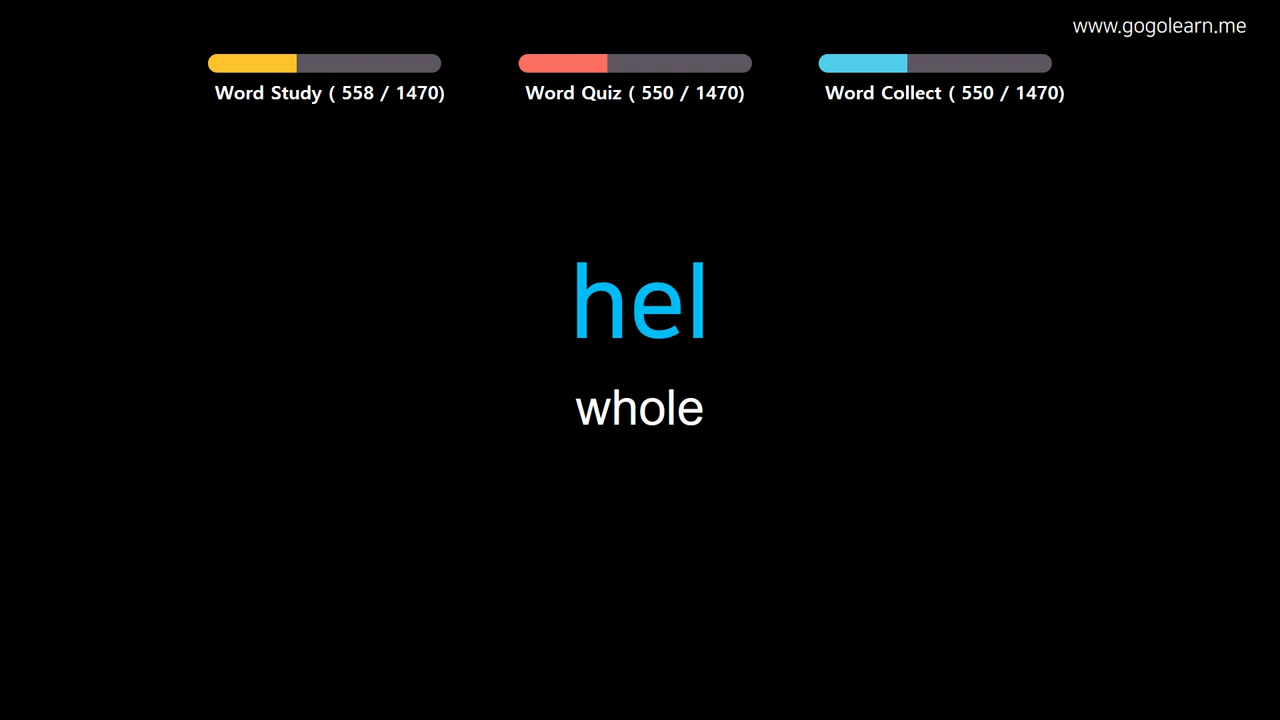 www.gogolearn.me
Word Study ( 558 / 1470)
Word Quiz ( 550 / 1470)
Word Collect ( 550 / 1470)
hel
whole